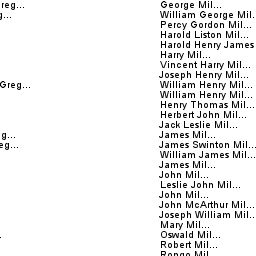 reg... George Mil...
g... William George Mil.
Percy Gordon Mil...
Harold Liston Mil...
Harold Henry James
Harry Mil...
Vincent Harry Mil...
Joseph Henry Mil...
Greg... William Henry Mil...
William Henry Mil...
Henry Thomas Mil...
Herbert John Mil...
Jack Leslie Mil...
g... James Mil...
eg... James Swinton Mil...
William James Mil...
James Mil...
John Mil...
Leslie John Mil...
John Mil...
John McArthur Mil...
Joseph William Mil..
Mary Mil...
. Oswald Mil...
Robert Mil...
Rongo Mil...